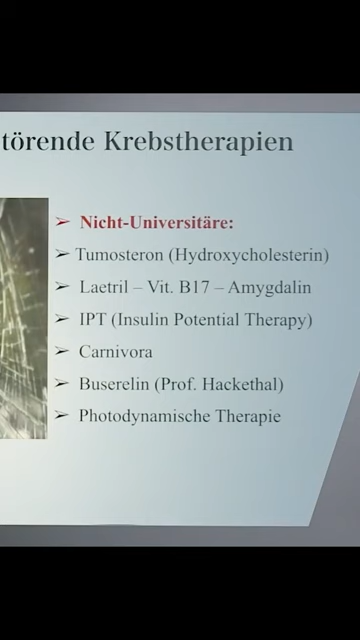 törende Krebstherapien
➢ Nicht-Universitäre:
➢ Tumosteron (Hydroxycholesterin)
➢ Laetril – Vit. B17 – Amygdalin
➢ IPT (Insulin Potential Therapy)
➢ Carnivora
➢ Buserelin (Prof. Hackethal)
➢ Photodynamische Therapie